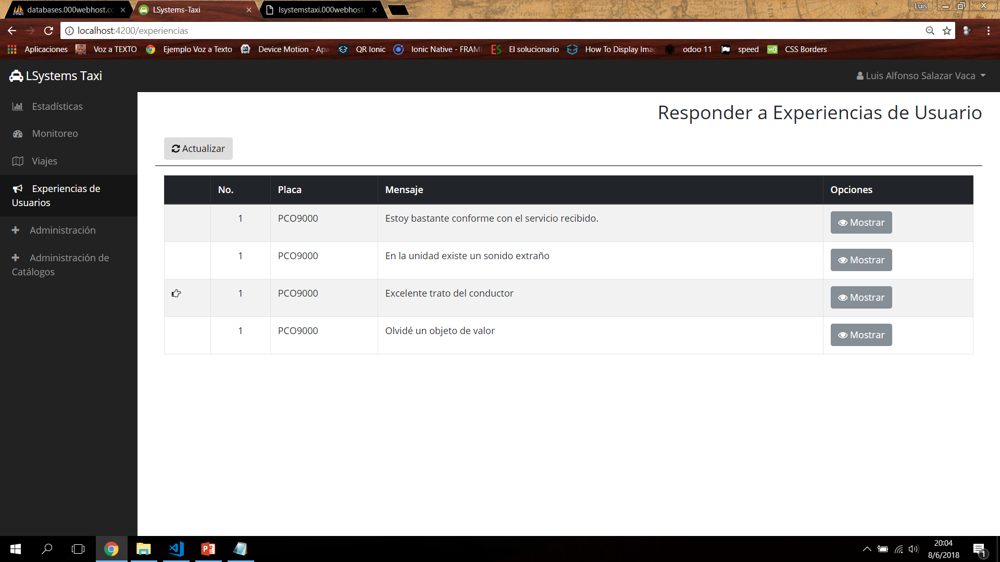 databases.000webhost.co
LSystems-Taxi
lsystemstaxi.000webhosta
Luis
localhost:4200/experiencias
Aplicaciones
Voz a TEXTO
Ejemplo Voz a Texto
Device Motion - Apa
QR Ionic
Ionic Native - FRAM
El solucionario
How To Display Imag
odoo 11
speed
CSS Borders
LSystems Taxi
Luis Alfonso Salazar Vaca
Estadísticas
Monitoreo
Viajes
Experiencias de
Usuarios
Administración
Administración de
Catálogos
Responder a Experiencias de Usuario
Actualizar
No. Placa Mensaje Opciones
1 PCO9000 Estoy bastante conforme con el servicio recibido. Mostrar
1 PCO9000 En la unidad existe un sonido extraño Mostrar
1 PCO9000 Excelente trato del conductor Mostrar
1 PCO9000 Olvidé un objeto de valor Mostrar
20:04
8/6/2018
1